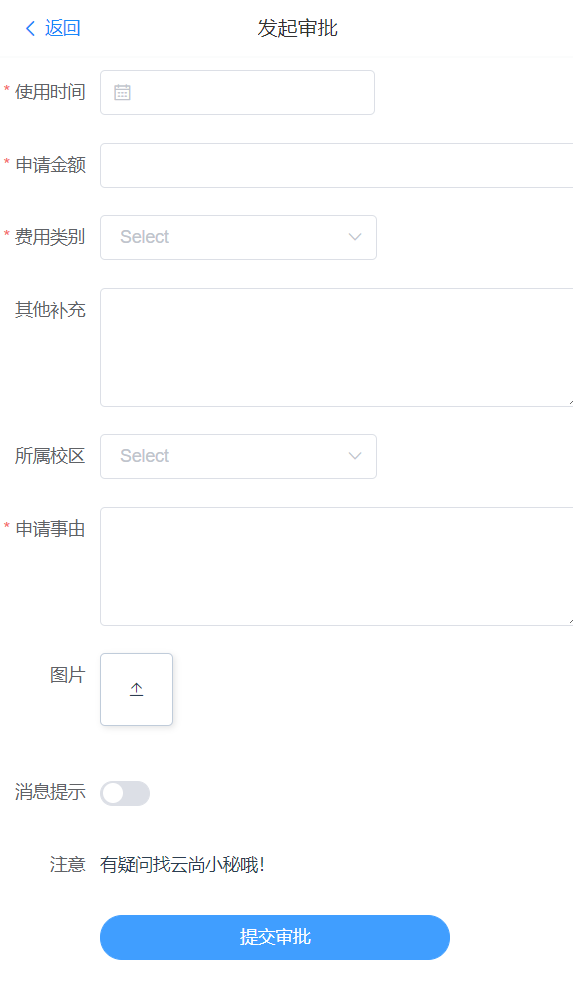 返回
发起审批
* 使用时间
* 申请金额
* 费用类别
Select
其他补充
所属校区
Select
* 申请事由
图片
消息提示
注意
有疑问找云尚小秘哦!
提交审批